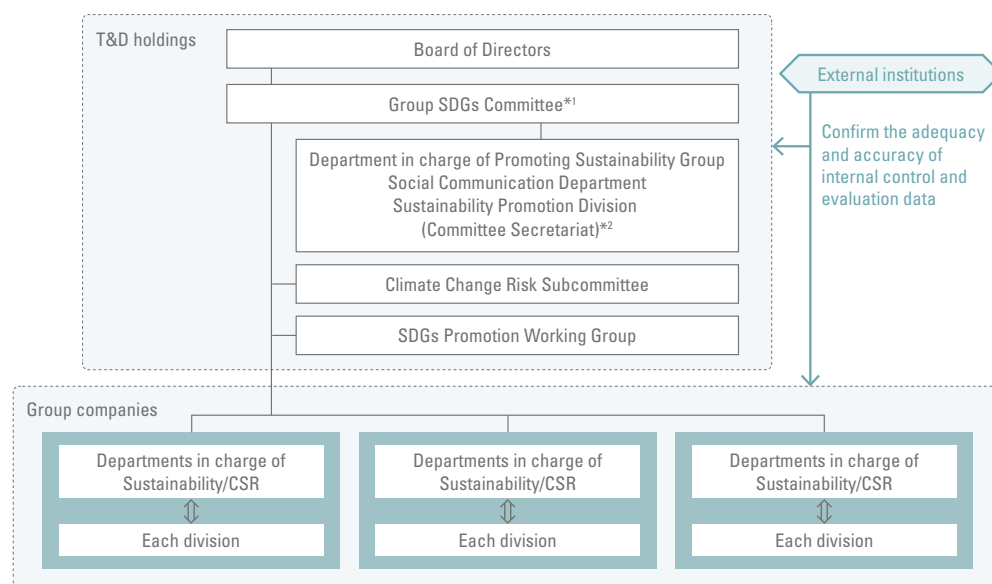 T&D holdings
Board of Directors
Group SDGs Committee*1
Department in charge of Promoting Sustainability Group
Social Communication Department
Sustainability Promotion Division
(Committee Secretariat)*2
Climate Change Risk Subcommittee
SDGs Promotion Working Group
External institutions
Confirm the adequacy
and accuracy of
internal control and
evaluation data
Group companies
Departments in charge of
Sustainability/CSR
Each division
Departments in charge of
Sustainability/CSR
Each division
Departments in charge of
Sustainability/CSR
Each division